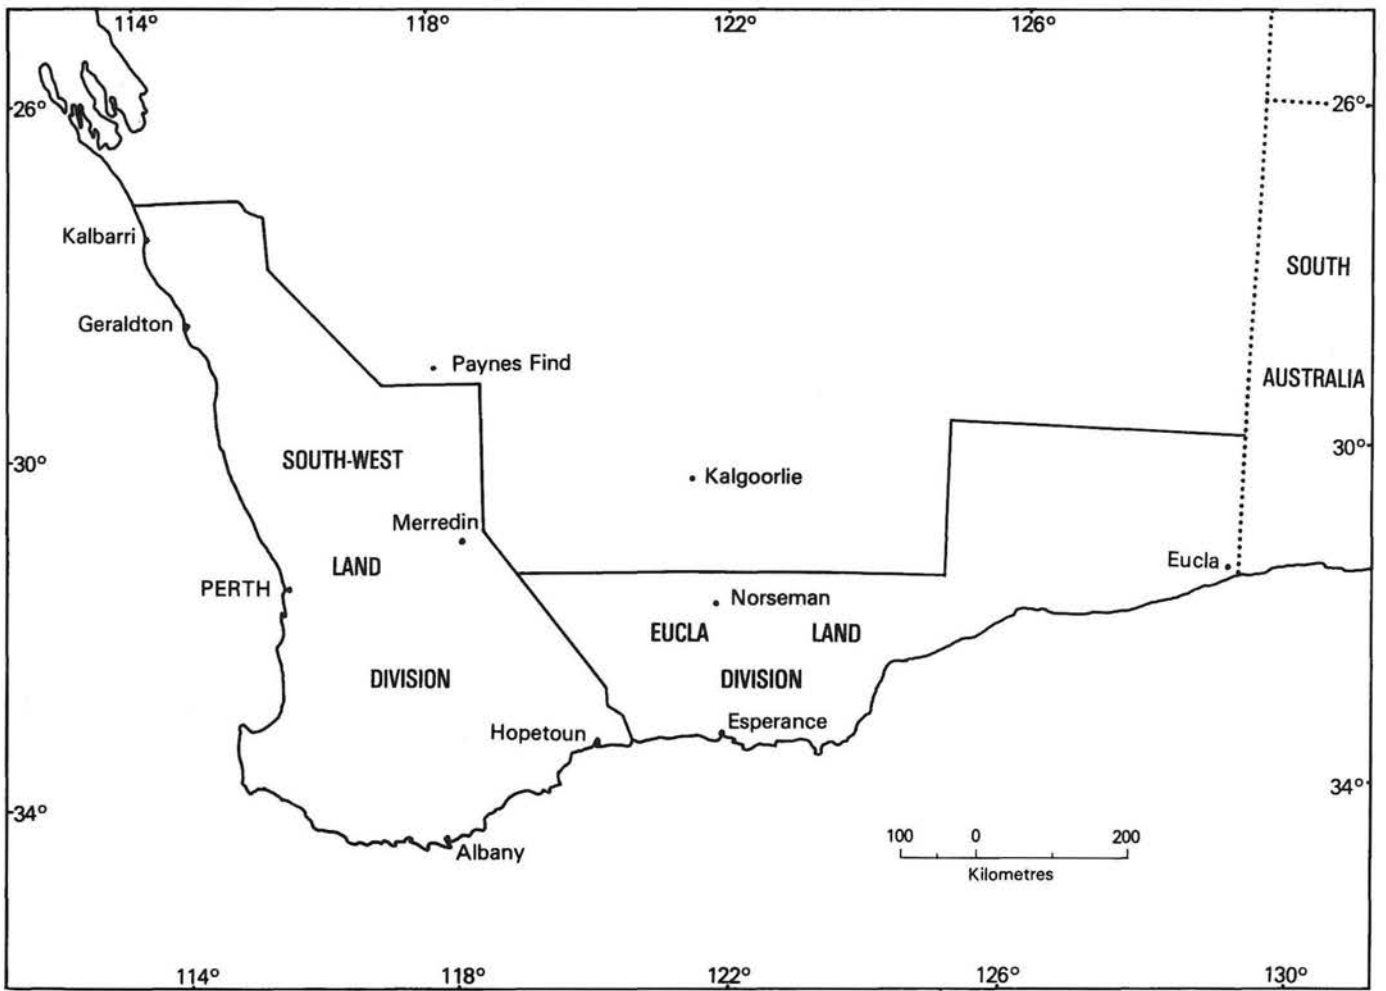 114° 118° 122° 126°
26° 26°
Kalbarri
SOUTH
Geraldton
Paynes Find
AUSTRALIA
30° 30°
SOUTH-WEST
Kalgoorlie
Merredin
LAND
Eucla
PERTH
Norseman
EUCLA LAND
DIVISION
DIVISION
Esperance
Hopetoun
34° 34°
100 0 200
Albany
Kilometres
114° 118° 122° 126° 130°